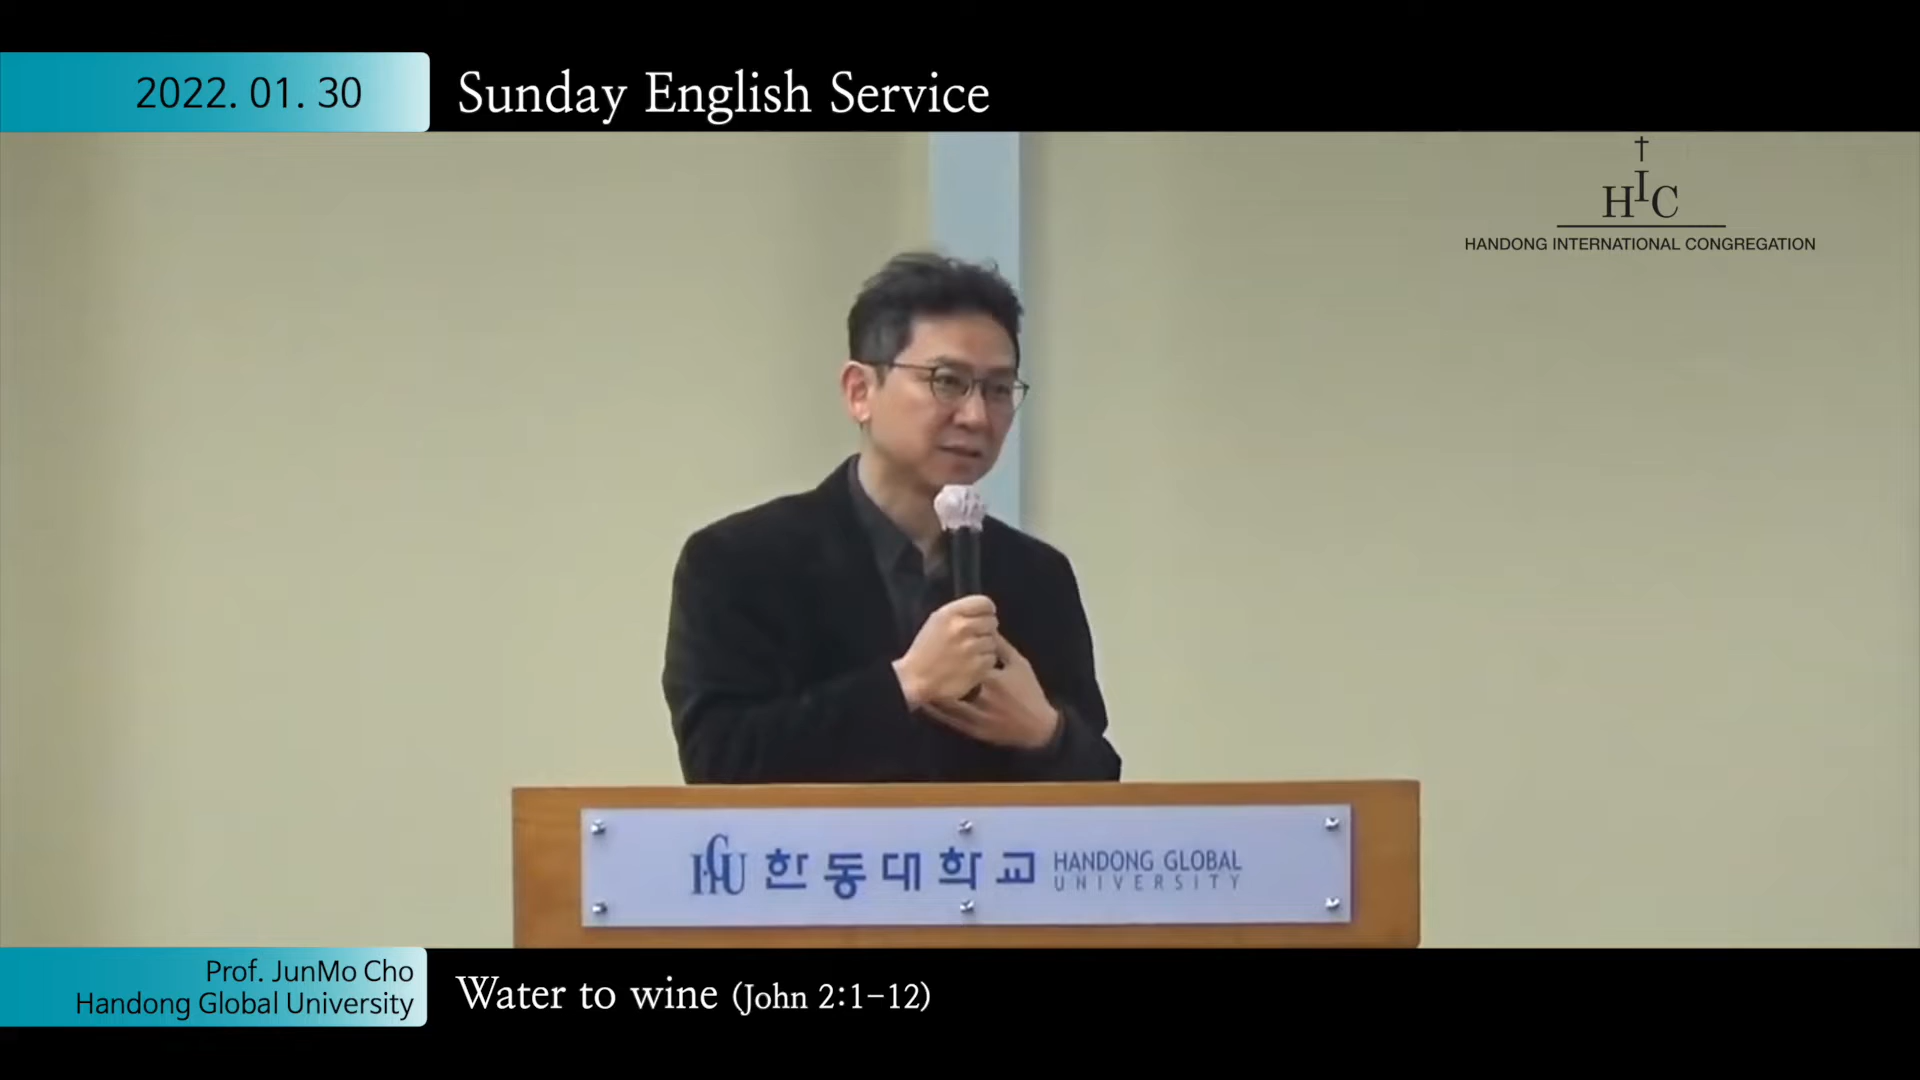 2022. 01. 30
Sunday English Service
HIC
HANDONG INTERNATIONAL CONGREGATION
HGU 한동대학교 HANDONG GLOBAL
UNIVERSITY
Prof. JunMo Cho
Handong Global University
Water to wine (John 2:1-12)